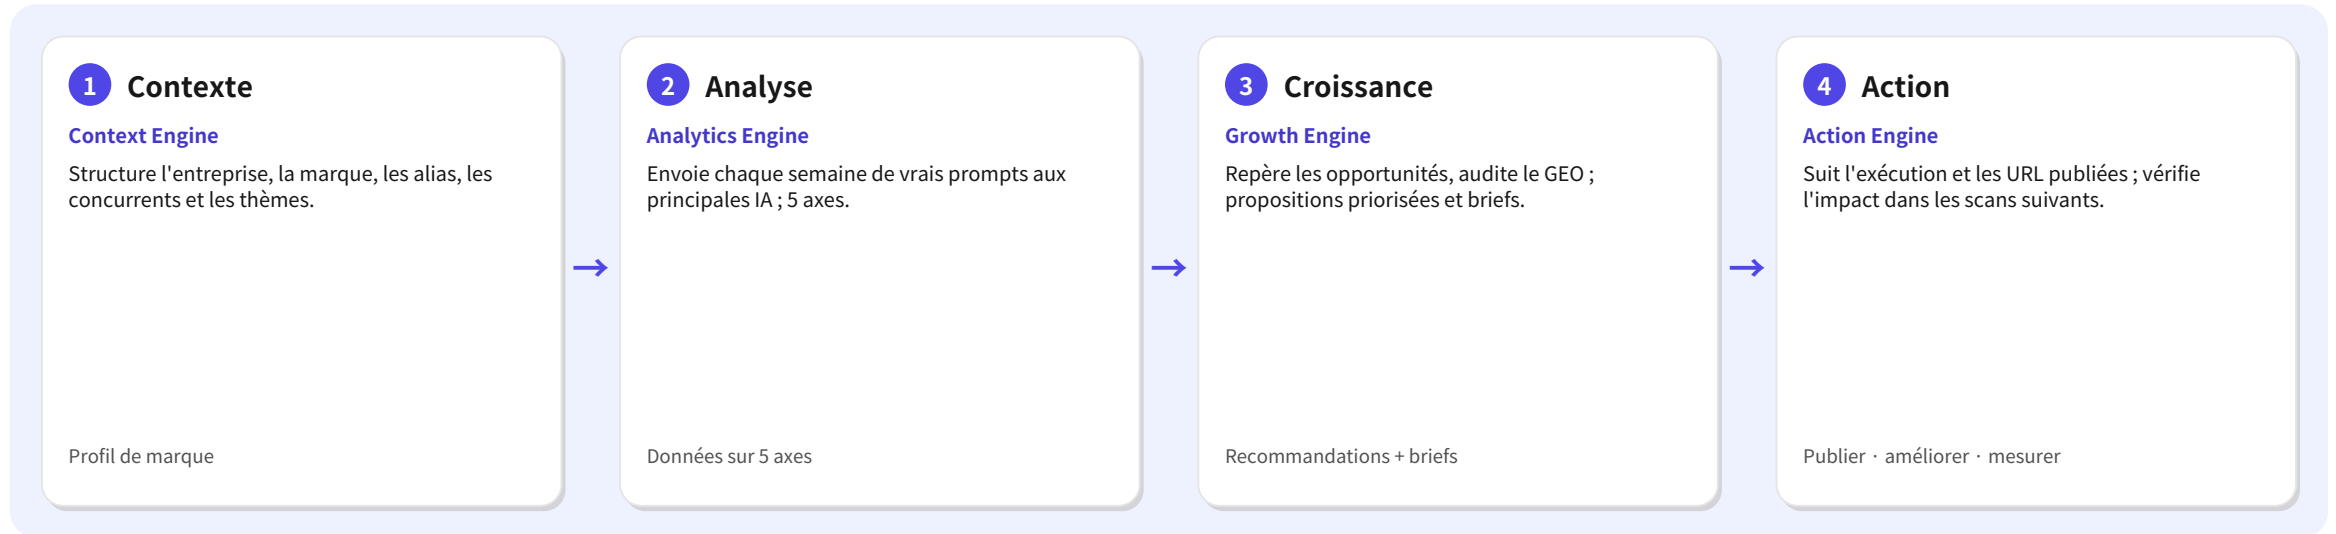 1 Contexte
Context Engine
Structure l'entreprise, la marque, les alias, les
concurrents et les thèmes.
Profil de marque
→
2 Analyse
Analytics Engine
Envoie chaque semaine de vrais prompts aux
principales IA ; 5 axes.
Données sur 5 axes
→
3 Croissance
Growth Engine
Repère les opportunités, audite le GEO ;
propositions priorisées et briefs.
Recommandations + briefs
→
4 Action
Action Engine
Suit l'exécution et les URL publiées ; vérifie
l'impact dans les scans suivants.
Publier · améliorer · mesurer